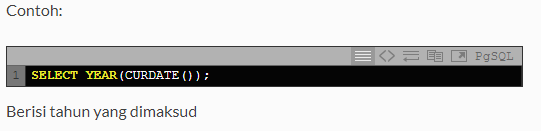 Contoh:
PgSQL
1 SELECT YEAR(CURDATE());
Berisi tahun yang dimaksud